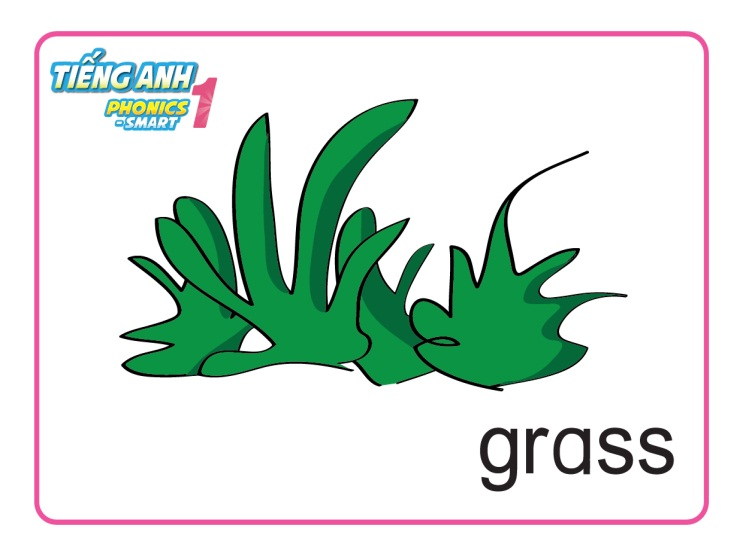 TIẾNG ANH 1
PHONICS
-SMART
grass